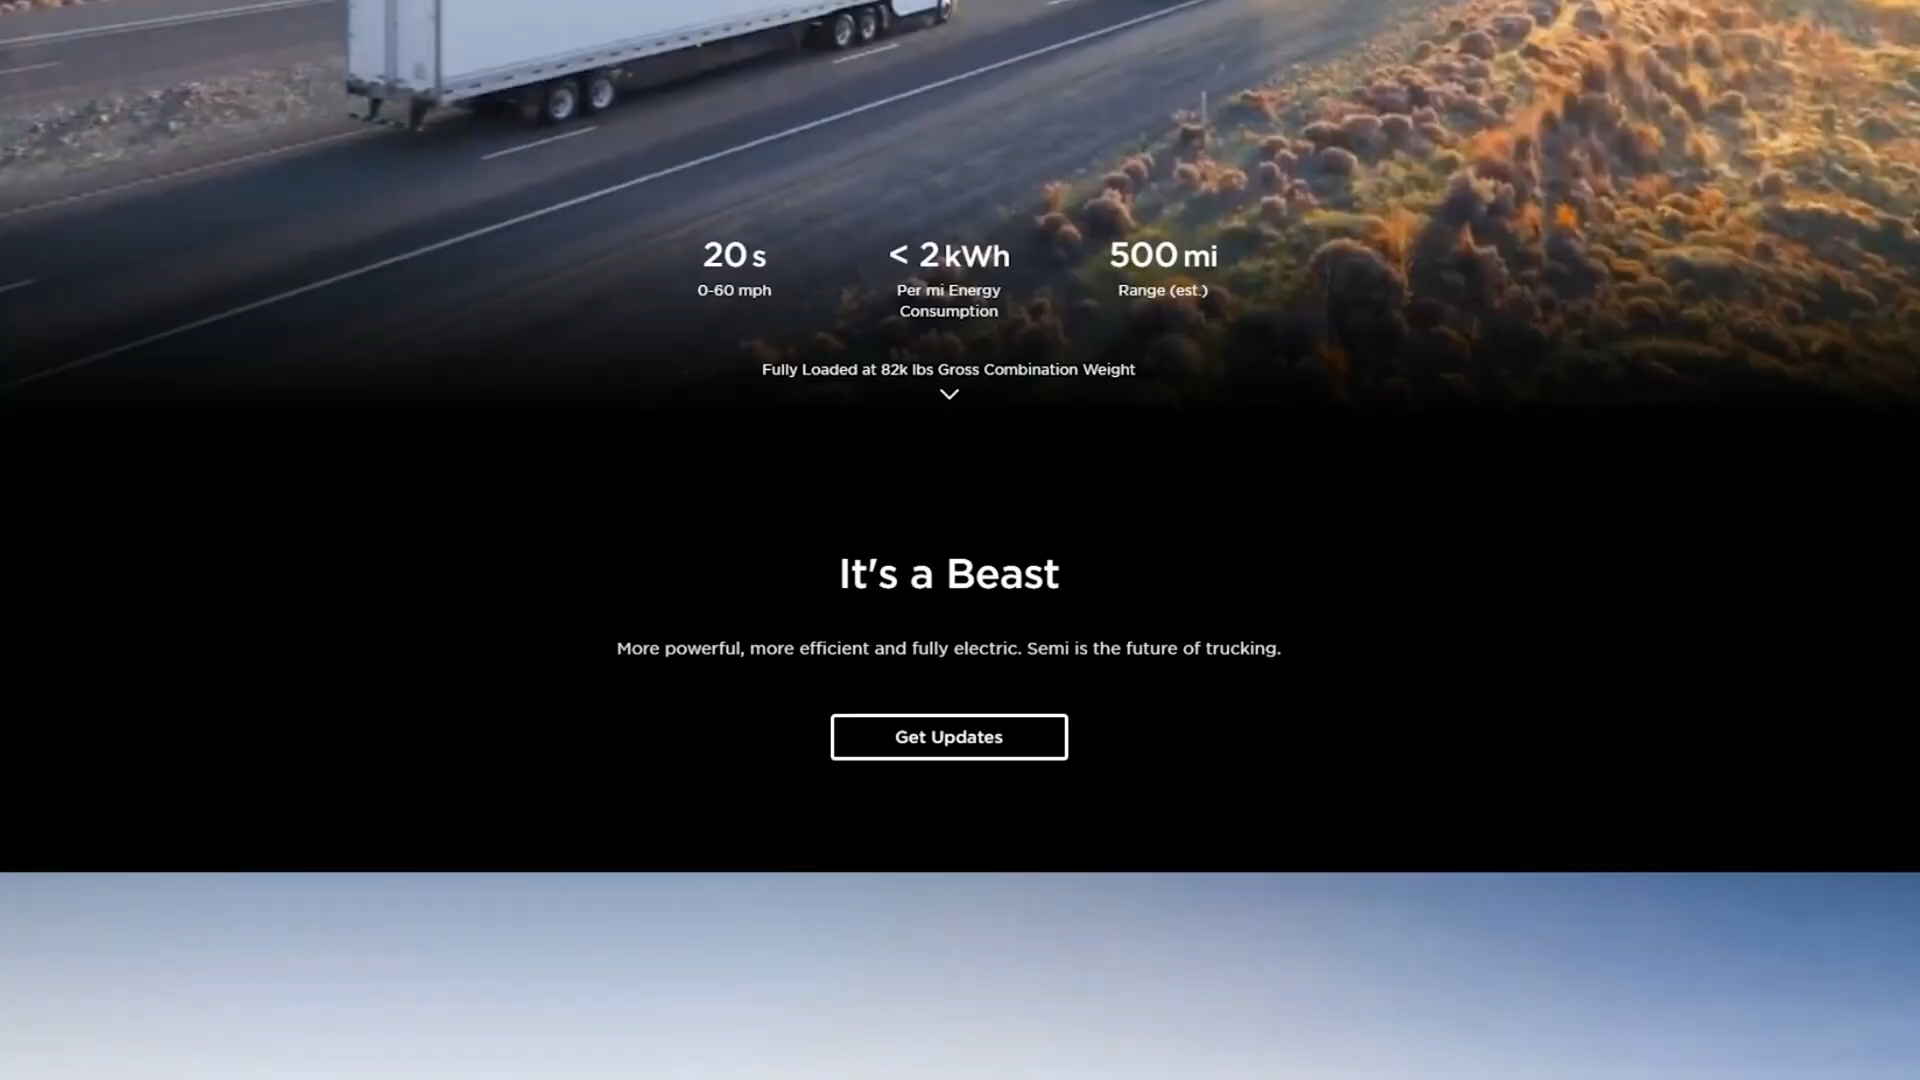 20 s
0-60 mph
< 2 kWh
Per mi Energy
Consumption
500 mi
Range (est.)
Fully Loaded at 82k lbs Gross Combination Weight
It's a Beast
More powerful, more efficient and fully electric. Semi is the future of trucking.
Get Updates